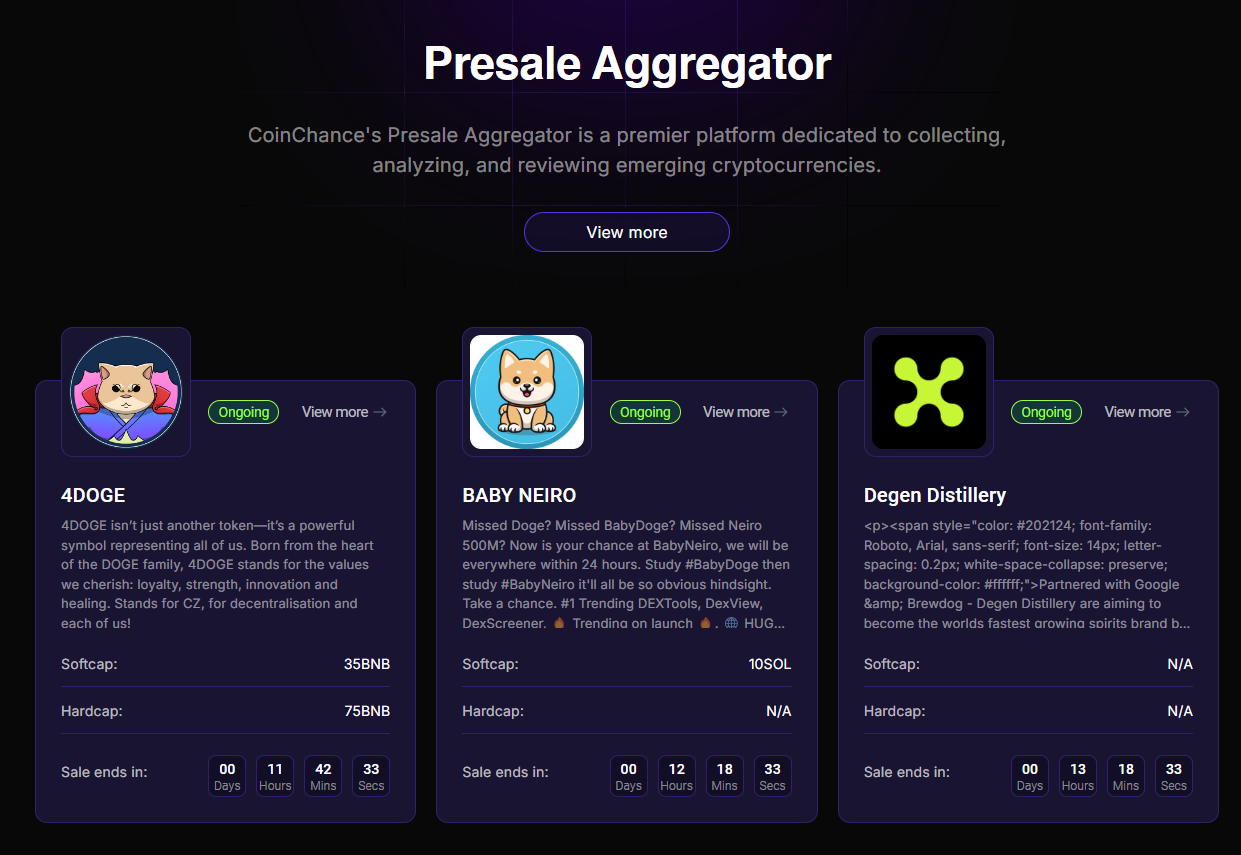 Presale Aggregator
CoinChance's Presale Aggregator is a premier platform dedicated to collecting,
analyzing, and reviewing emerging cryptocurrencies.
View more
Ongoing
View more →
4DOGE
4DOGE isn't just another token—it's a powerful
symbol representing all of us. Born from the heart
of the DOGE family, 4DOGE stands for the values
we cherish: loyalty, strength, innovation and
healing. Stands for CZ, for decentralisation and
each of us!
Softcap: 35BNB
Hardcap: 75BNB
Sale ends in: 00 11 42 33
Days Hours Mins Secs
Ongoing
View more →
BABY NEIRO
Missed Doge? Missed BabyDoge? Missed Neiro
500M? Now is your chance at BabyNeiro, we will be
everywhere within 24 hours. Study #BabyDoge then
study #BabyNeiro it'll all be so obvious hindsight.
Take a chance. #1 Trending DEXTools, DexView,
DexScreener. 🔥 Trending on launch 🔥 . 🌐 HUG...
Softcap: 10SOL
Hardcap: N/A
Sale ends in: 00 12 18 33
Days Hours Mins Secs
Ongoing
View more →
Degen Distillery
<p><span style="color: #202124; font-family:
Roboto, Arial, sans-serif; font-size: 14px; letter-
spacing: 0.2px; white-space-collapse: preserve;
background-color: #ffffff;">Partnered with Google
&amp; Brewdog - Degen Distillery are aiming to
become the worlds fastest growing spirits brand b...
Softcap: N/A
Hardcap: N/A
Sale ends in: 00 13 18 33
Days Hours Mins Secs